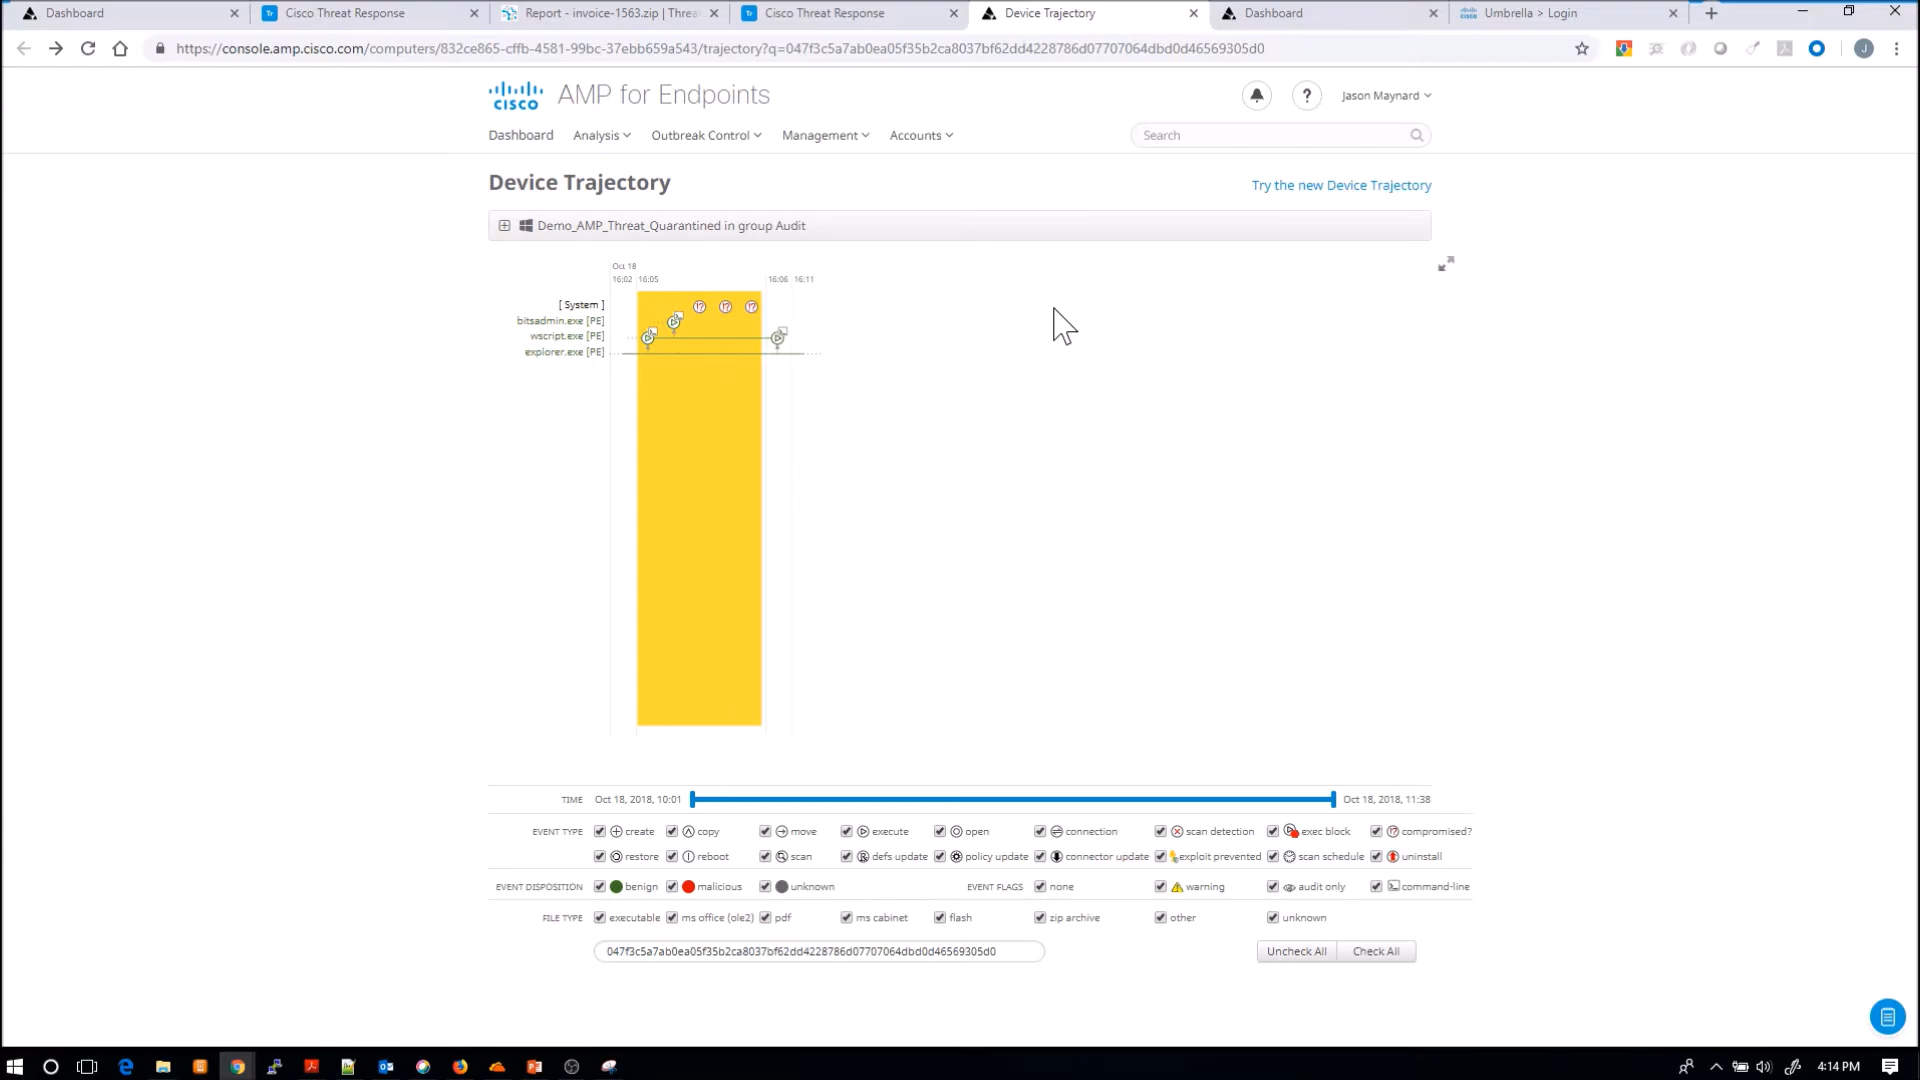 Dashboard
Cisco Threat Response
Report - invoice-1563.zip | Threa
Cisco Threat Response
Device Trajectory
Dashboard
Umbrella > Login
https://console.amp.cisco.com/computers/832ce865-cffb-4581-99bc-37ebb659a543/trajectory?q=047f3c5a7ab0ea05f35b2ca8037bf62dd4228786d07707064dbd0d46569305d0
J
cisco
AMP for Endpoints
?
Jason Maynard
Dashboard Analysis Outbreak Control Management Accounts
Search
Device Trajectory
Try the new Device Trajectory
Demo_AMP_Threat_Quarantined in group Audit
Oct 18
16:02 16:05 16:06 16:11
[ System ]
bitsadmin.exe [PE]
wscript.exe [PE]
explorer.exe [PE]
TIME Oct 18, 2018, 10:01 Oct 18, 2018, 11:38
EVENT TYPE create copy move execute open connection scan detection exec block compromised?
restore reboot scan defs update policy update connector update exploit prevented scan schedule uninstall
EVENT DISPOSITION benign malicious unknown EVENT FLAGS none warning audit only command-line
FILE TYPE executable ms office (ole2) pdf ms cabinet flash zip archive other unknown
047f3c5a7ab0ea05f35b2ca8037bf62dd4228786d07707064dbd0d46569305d0
Uncheck All Check All
4:14 PM